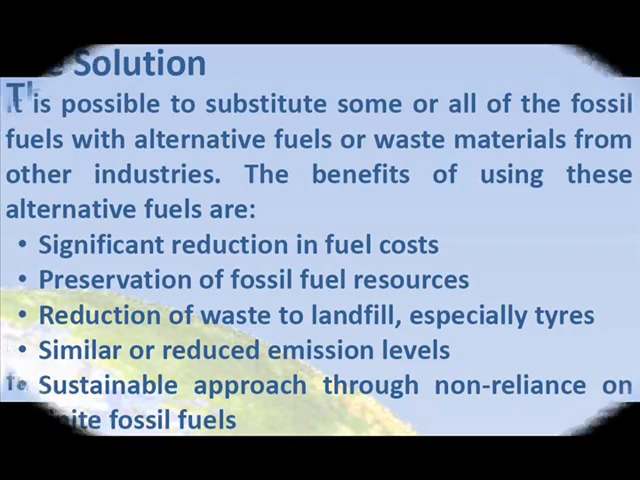 Solution
It is possible to substitute some or all of the fossil
fuels with alternative fuels or waste materials from
other industries. The benefits of using these
alternative fuels are:
• Significant reduction in fuel costs
• Preservation of fossil fuel resources
• Reduction of waste to landfill, especially tyres
• Similar or reduced emission levels
Sustainable approach through non-reliance on
fossil fuels